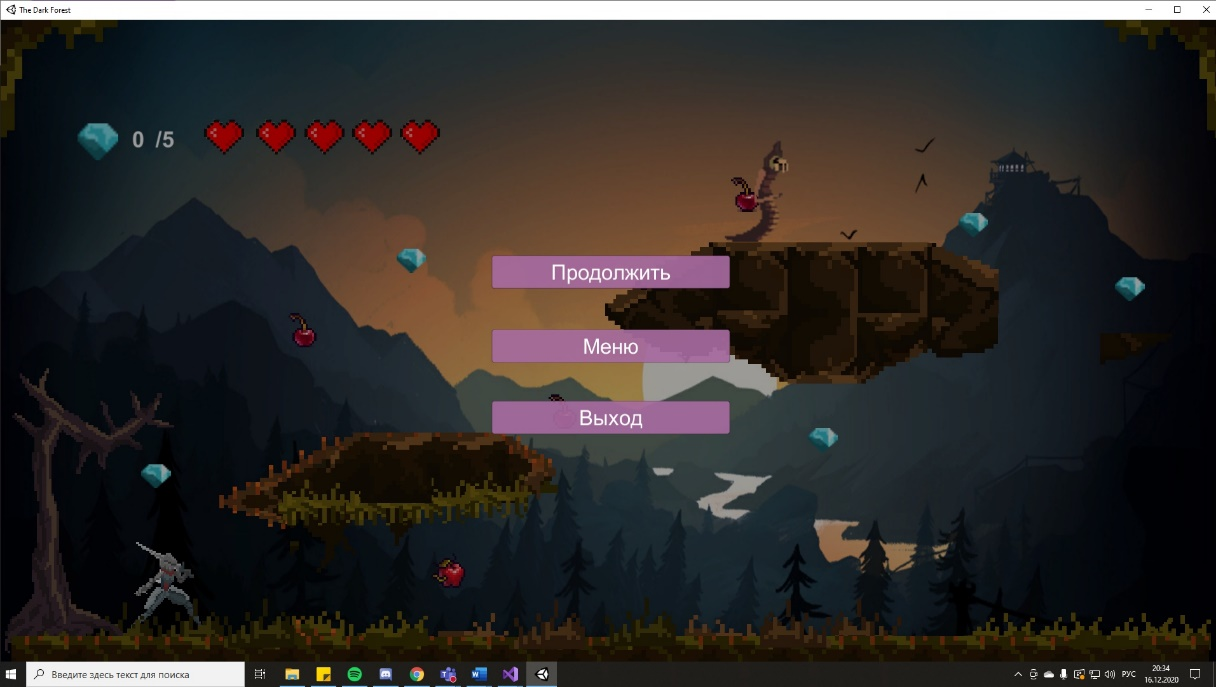 The Dark Forest
0 /5
Продолжить
Меню
Выход
Введите здесь текст для поиска
РУС
20:34
16.12.2020